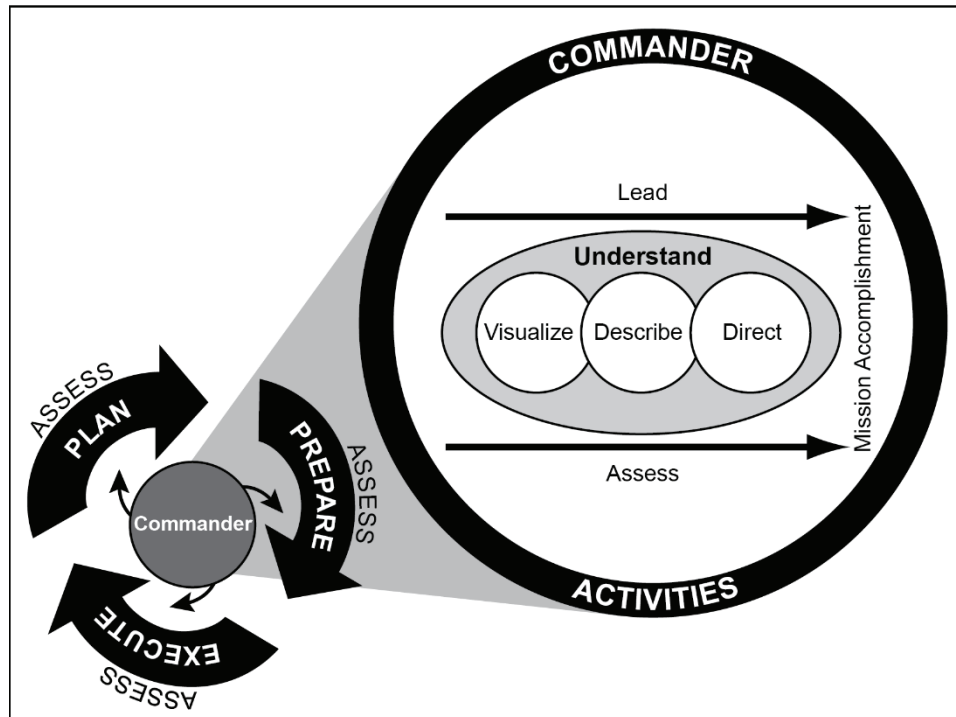 COMMANDER
Lead
Understand
Visualize
Describe
Direct
Mission Accomplishment
Assess
ACTIVITIES
ASSESS
PLAN
PREPARE
ASSESS
Commander
EXECUTE
ASSESS